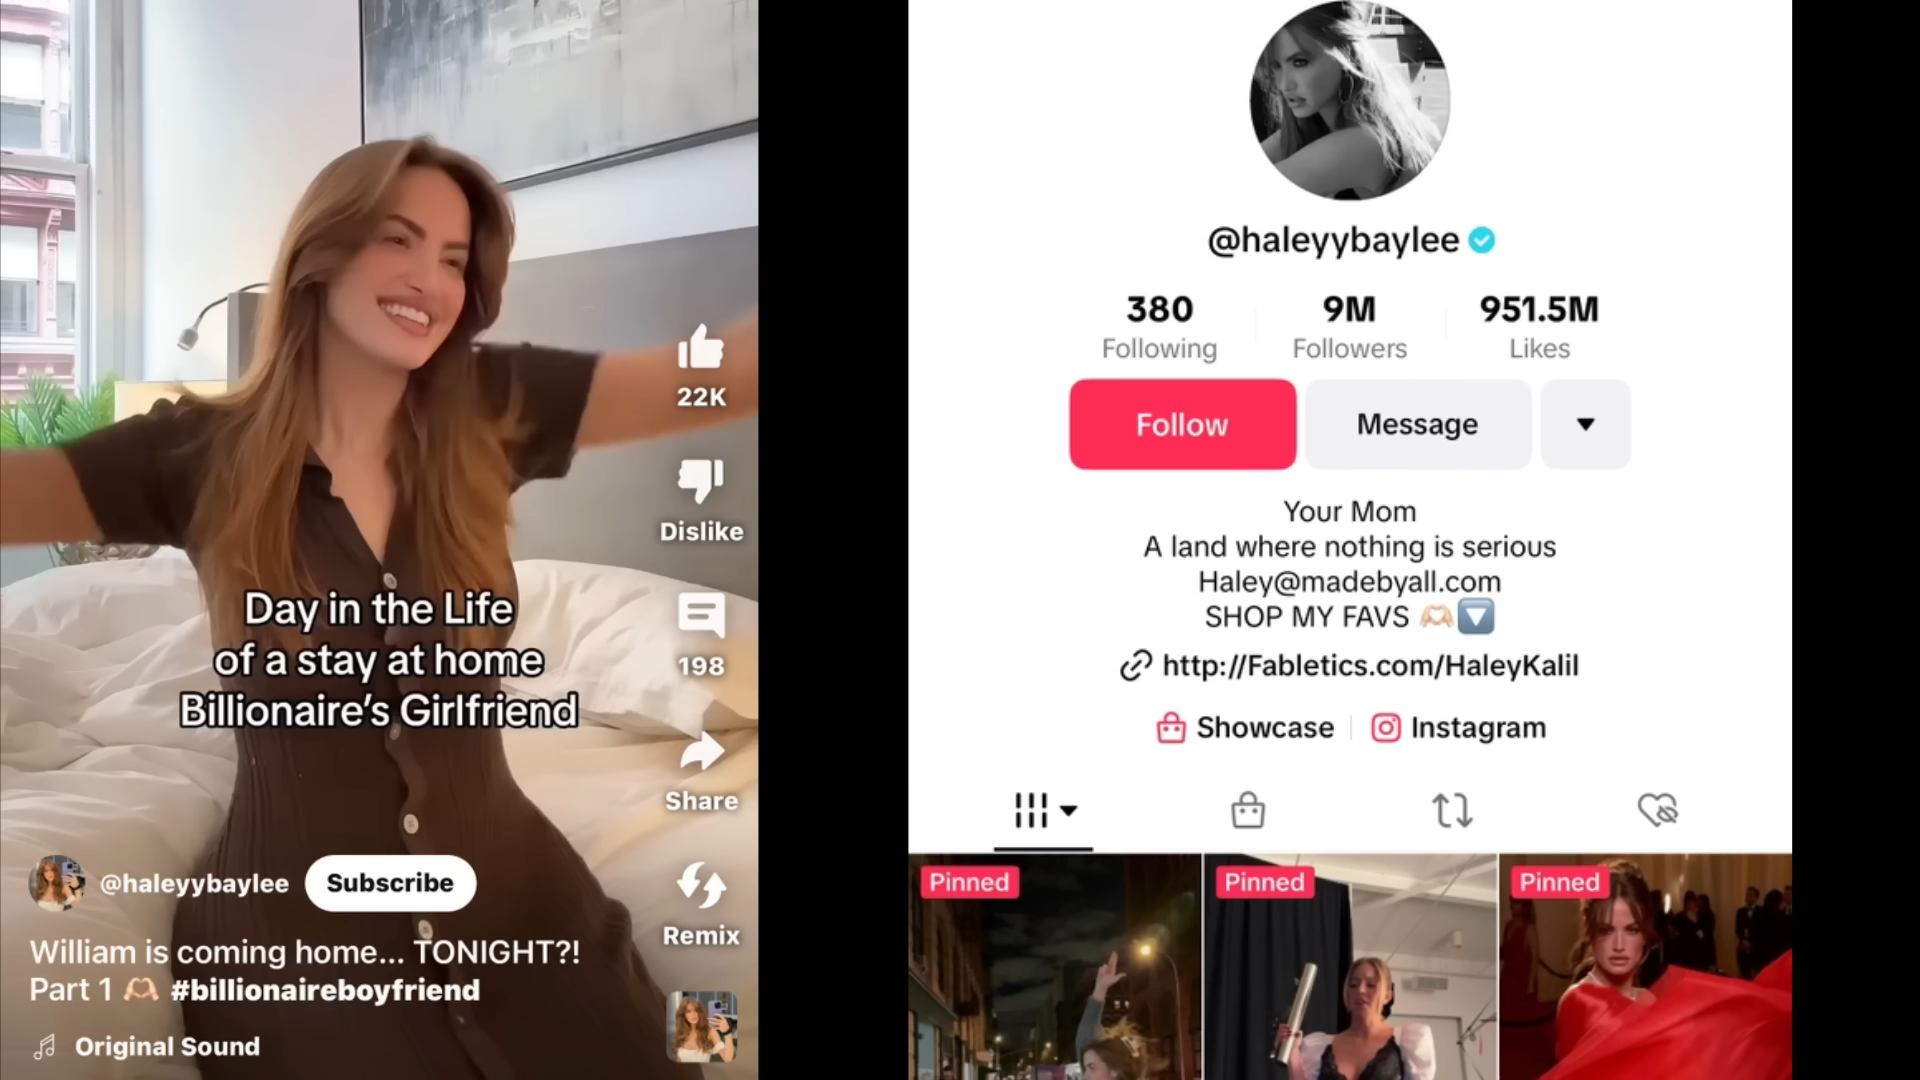 22K
Dislike
198
Day in the Life
of a stay at home
Billionaire's Girlfriend
Share
@haleyybaylee
Subscribe
Remix
William is coming home... TONIGHT?!
Part 1 🫶🏻 #billionaireboyfriend
Original Sound
@haleyybaylee
380
Following
9M
Followers
951.5M
Likes
Follow
Message
Your Mom
A land where nothing is serious
Haley@madebyall.com
SHOP MY FAVS 🫶🏻🔽
http://Fabletics.com/HaleyKalil
Showcase
Instagram
Pinned
Pinned
Pinned